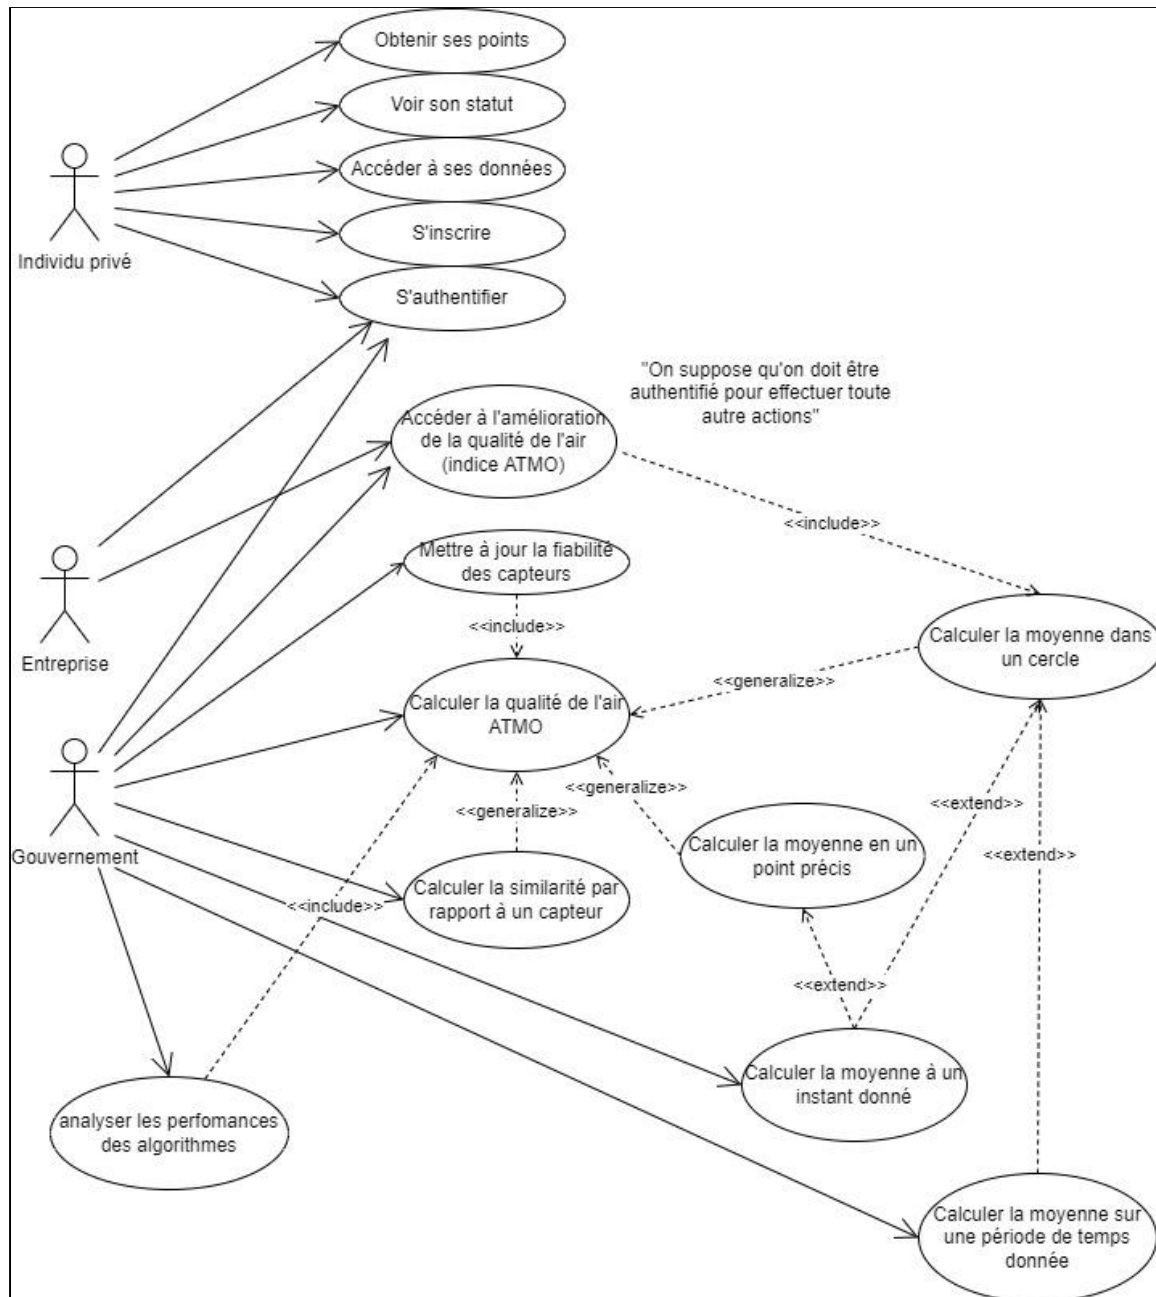 Obtenir ses points
Voir son statut
Accéder à ses données
S'inscrire
S'authentifier
Individu privé
"On suppose qu'on doit être
authentifié pour effectuer toute
autre actions"
Accéder à l'amélioration
de la qualité de l'air
(indice ATMO)
<<include>>
Mettre à jour la fiabilité
des capteurs
<<include>>
Entreprise
Calculer la moyenne dans
un cercle
<<generalize>>
Calculer la qualité de l'air
ATMO
<<generalize>>
<<generalize>>
<<extend>>
Gouvernement
Calculer la moyenne en un
point précis
<<extend>>
Calculer la similarité par
rapport à un capteur
<<include>>
<<extend>>
Calculer la moyenne à un
instant donné
analyser les perfomances
des algorithmes
Calculer la moyenne sur
une période de temps
donnée